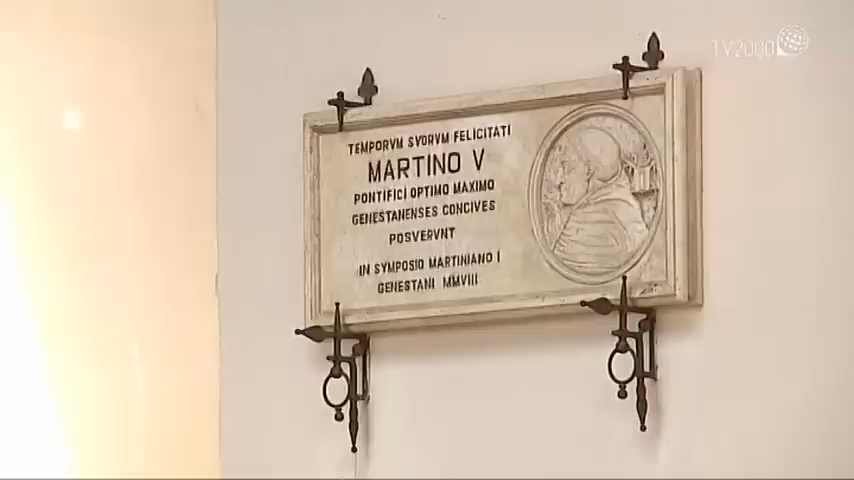 TV2000
TEMPORVM SVORVM FELICITATI
MARTINO V
PONTIFICI OPTIMO MAXIMO
GENESTANENSES CONCIVES
POSVERVNT
IN SYMPOSIO MARTINIANO I
GENESTANI MMVIII